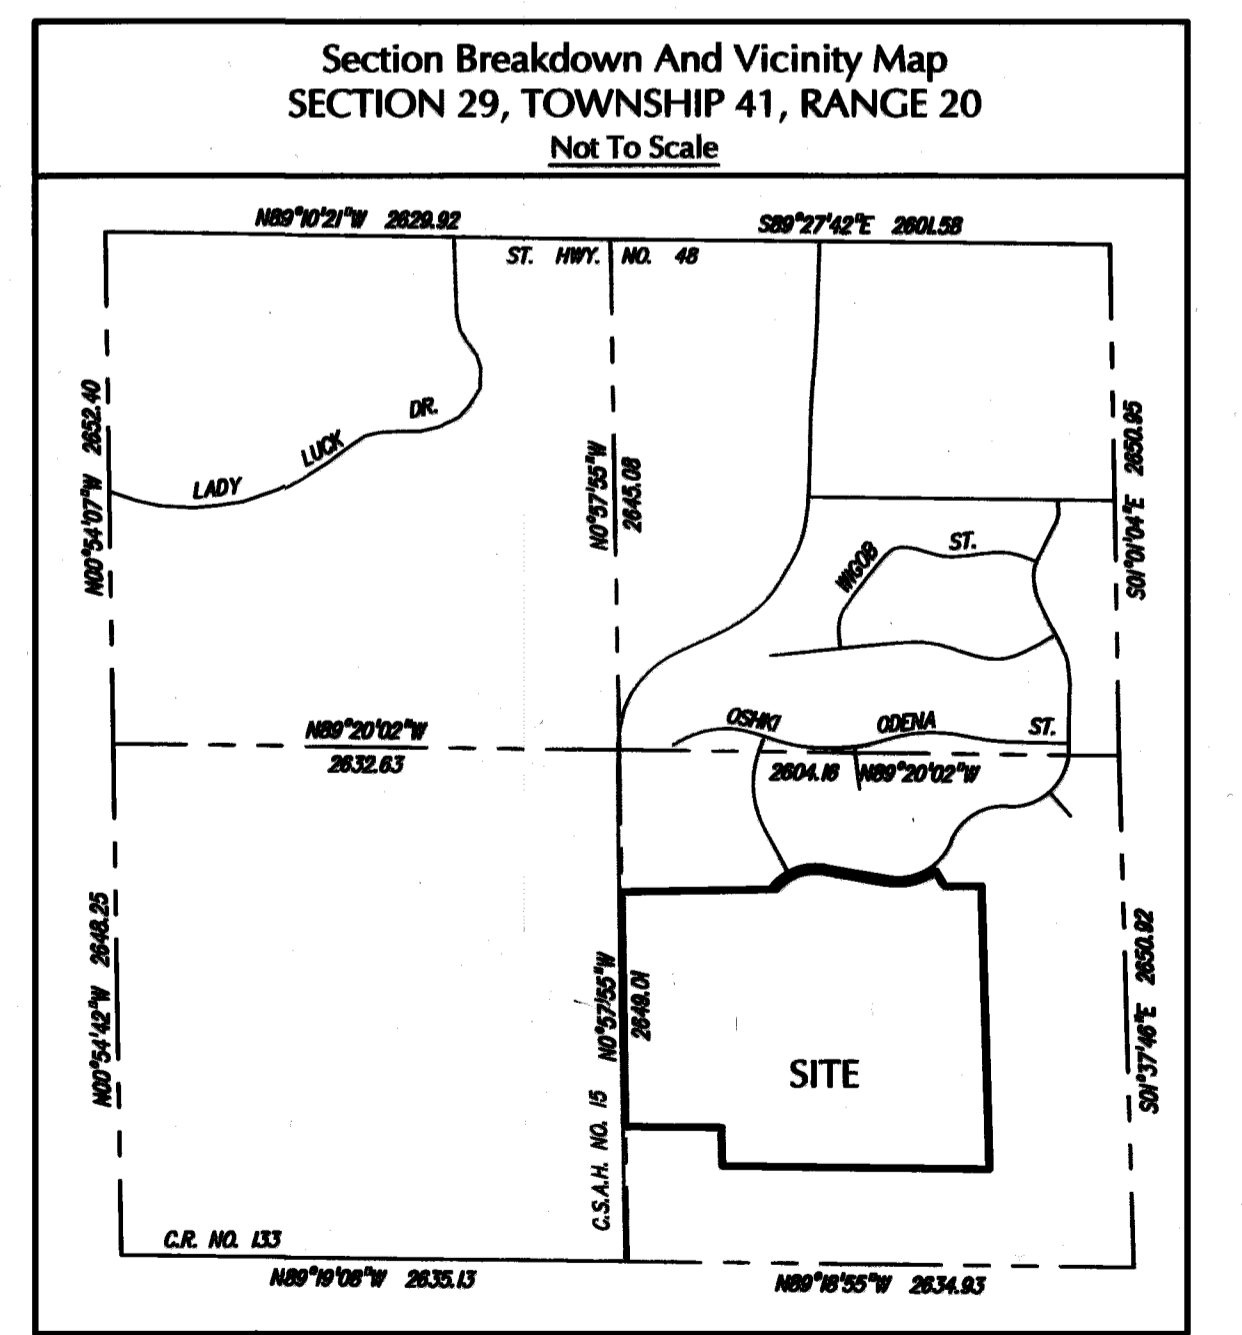 Section Breakdown And Vicinity Map
SECTION 29, TOWNSHIP 41, RANGE 20
Not To Scale
N89°10'21"W 2629.92
S89°27'42"E 2601.58
ST. HWY. NO. 48
N00°54'07"W 2652.40
LADY LUCK DR.
N0°57'55"W
2645.08
S01°01'04"E 2650.95
WIGOB ST.
OSHKI ODENA ST.
N89°20'02"W
2632.63
2604.16 N89°20'02"W
N00°54'42"W 2648.25
N0°57'55"W
2649.01
S01°37'46"E 2650.92
SITE
C.S.A.H. NO. 15
C.R. NO. 133
N89°19'08"W 2635.13
N89°18'55"W 2634.93